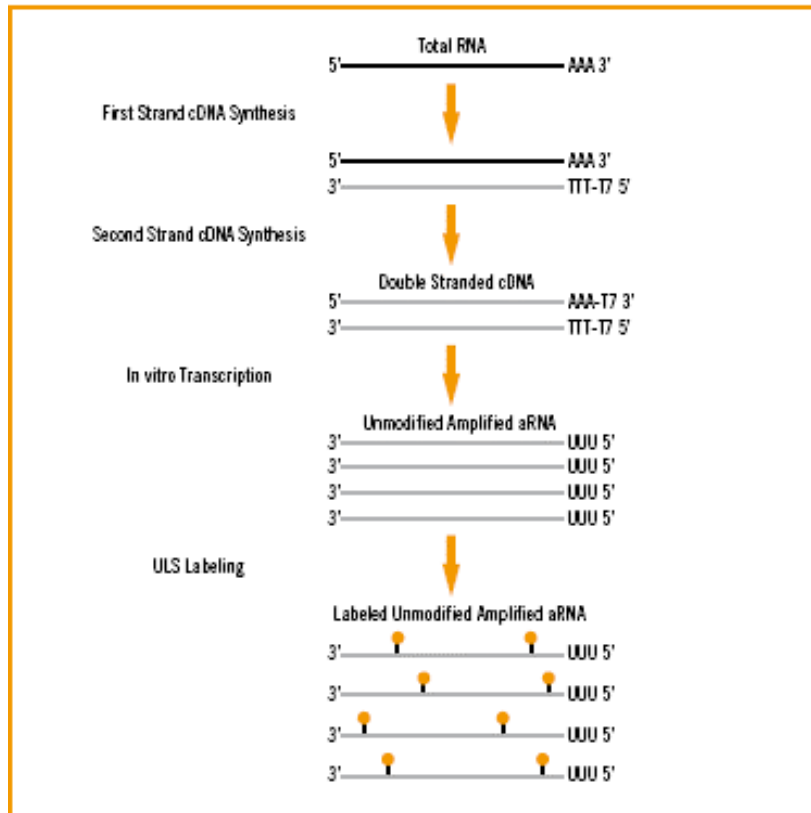 Total RNA
5' AAA 3'
First Strand cDNA Synthesis
5' AAA 3'
3' TTT-T7 5'
Second Strand cDNA Synthesis
Double Stranded cDNA
5' AAA-T7 3'
3' TTT-T7 5'
In vitro Transcription
Unmodified Amplified aRNA
3' UUU 5'
3' UUU 5'
3' UUU 5'
3' UUU 5'
ULS Labeling
Labeled Unmodified Amplified aRNA
3' UUU 5'
3' UUU 5'
3' UUU 5'
3' UUU 5'